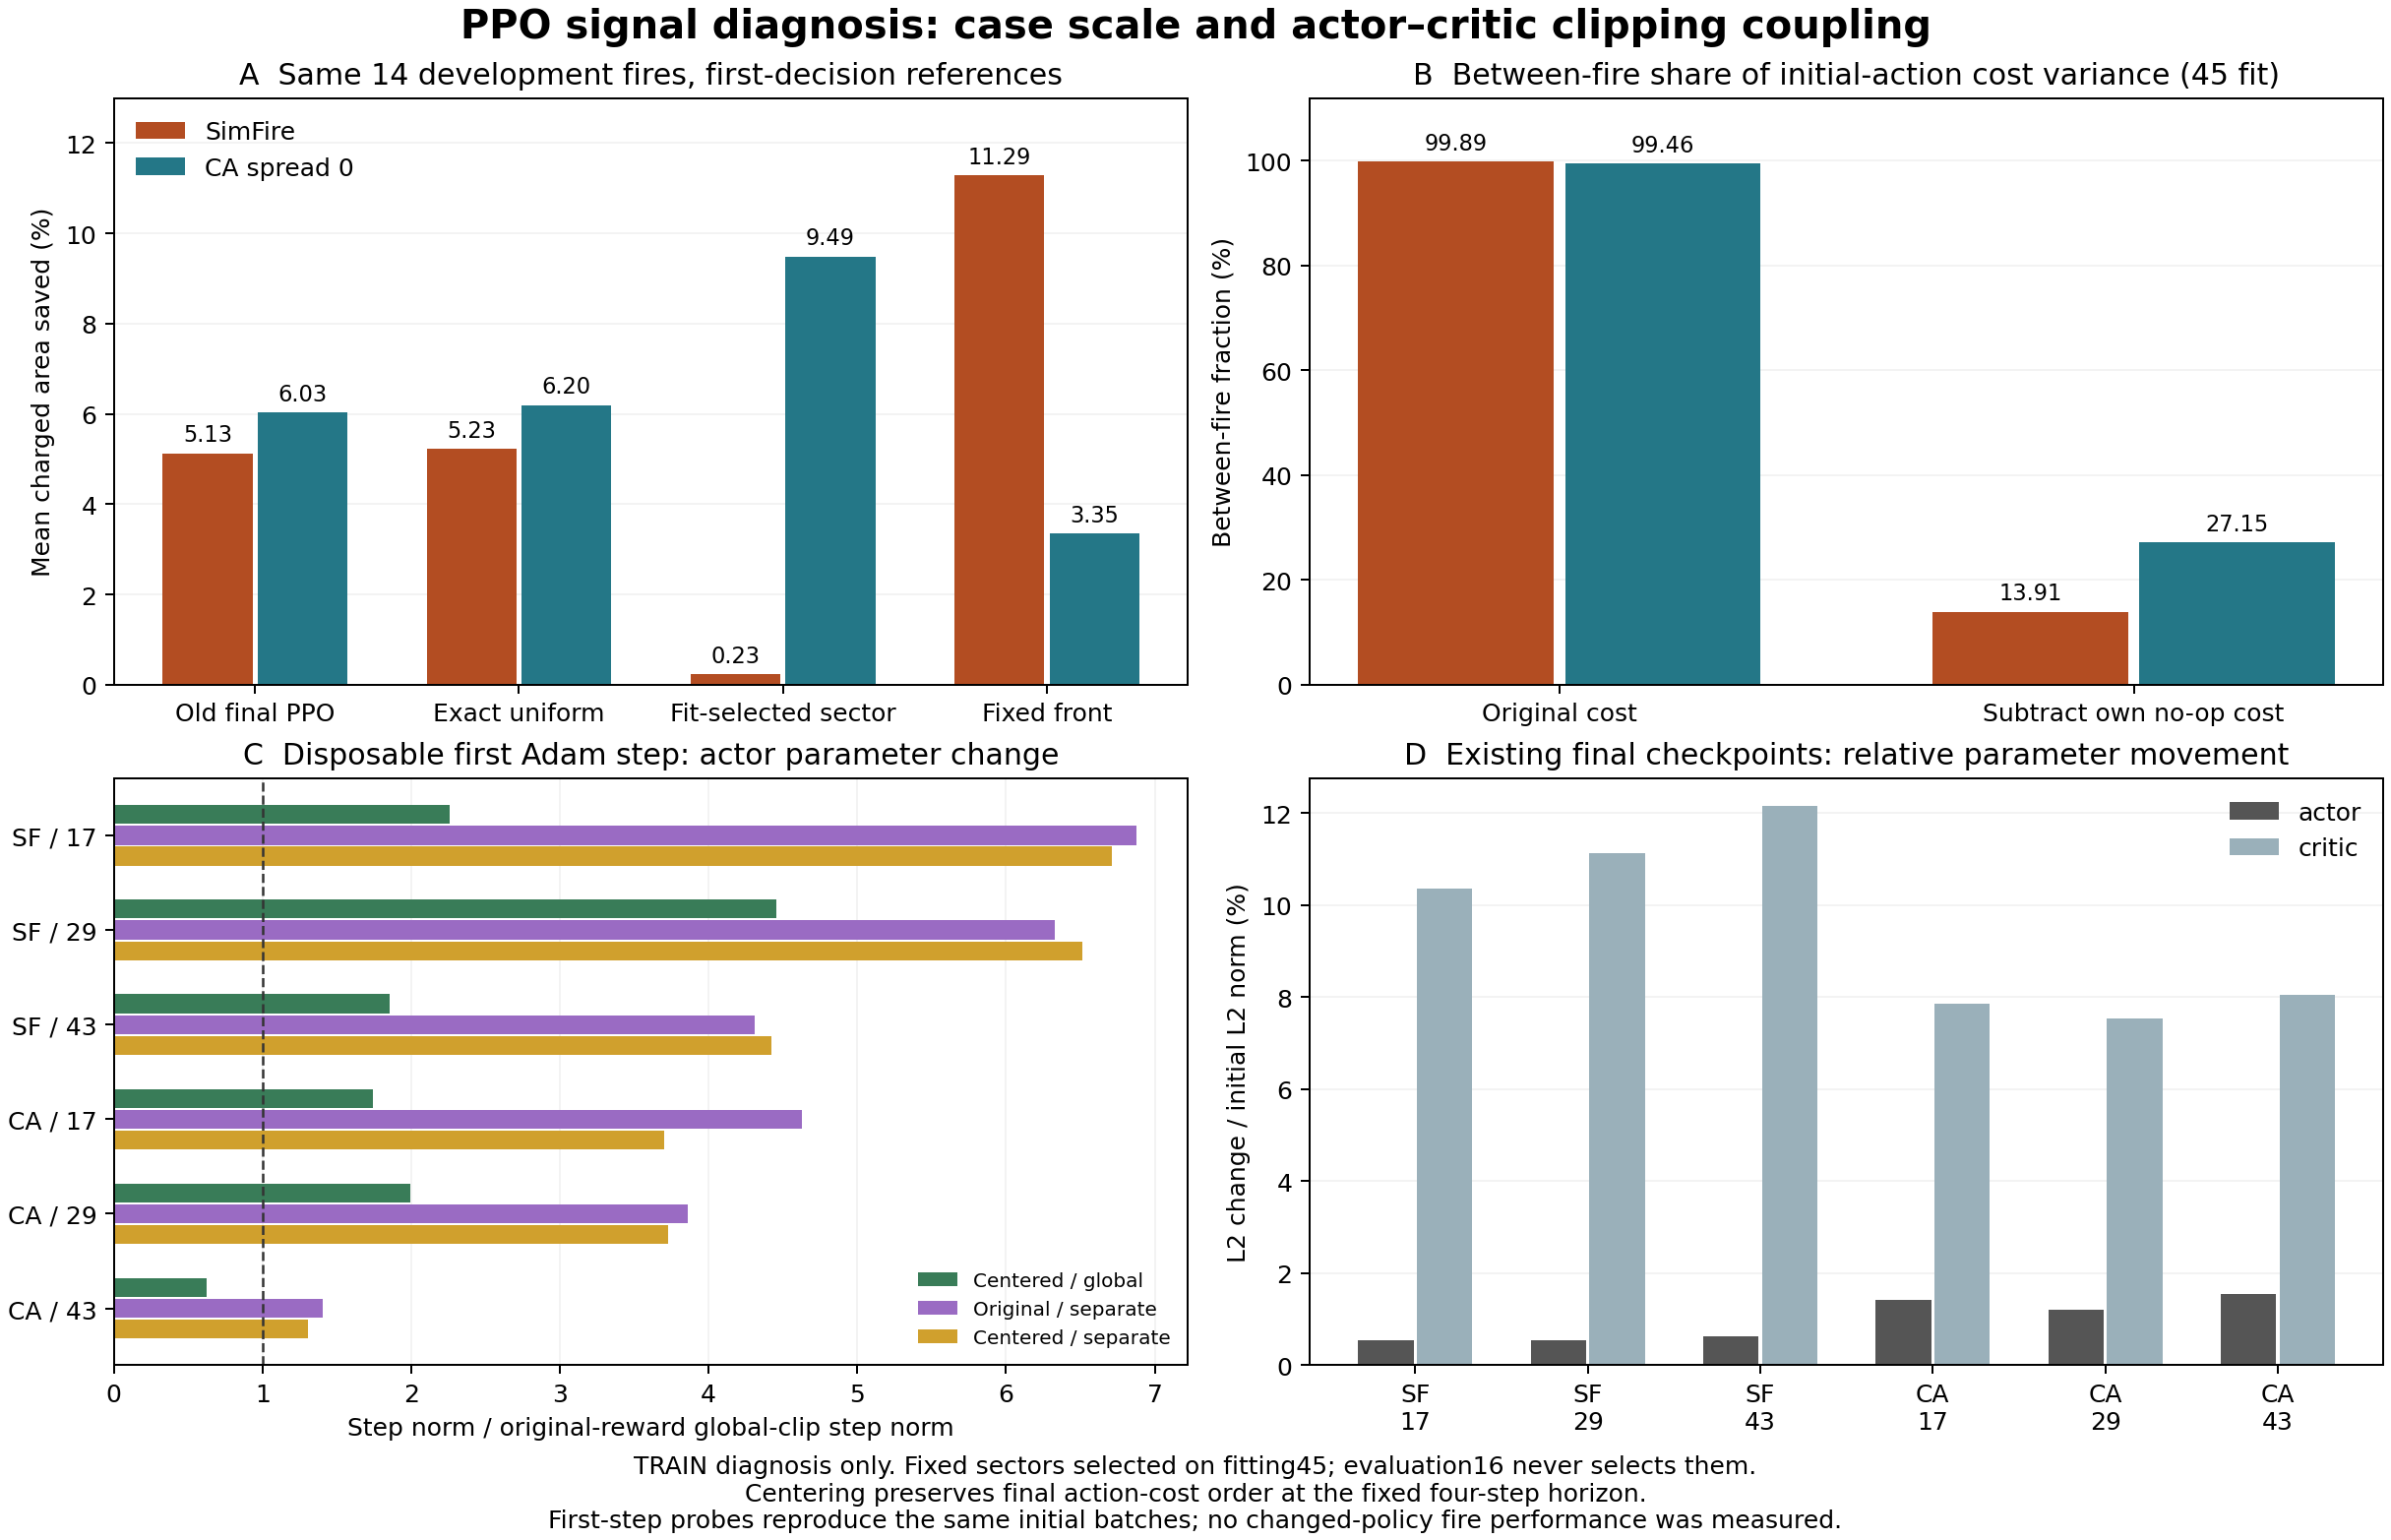 PPO signal diagnosis: case scale and actor–critic clipping coupling
A  Same 14 development fires, first-decision references
SimFire
CA spread 0
Mean charged area saved (%)
0
2
4
6
8
10
12
5.13
6.03
5.23
6.20
0.23
9.49
11.29
3.35
Old final PPO
Exact uniform
Fit-selected sector
Fixed front
B  Between-fire share of initial-action cost variance (45 fit)
Between-fire fraction (%)
0
20
40
60
80
100
99.89
99.46
13.91
27.15
Original cost
Subtract own no-op cost
C  Disposable first Adam step: actor parameter change
SF / 17
SF / 29
SF / 43
CA / 17
CA / 29
CA / 43
Centered / global
Original / separate
Centered / separate
0
1
2
3
4
5
6
7
Step norm / original-reward global-clip step norm
D  Existing final checkpoints: relative parameter movement
actor
critic
L2 change / initial L2 norm (%)
0
2
4
6
8
10
12
SF
17
SF
29
SF
43
CA
17
CA
29
CA
43
TRAIN diagnosis only. Fixed sectors selected on fitting45; evaluation16 never selects them.
Centering preserves final action-cost order at the fixed four-step horizon.
First-step probes reproduce the same initial batches; no changed-policy fire performance was measured.